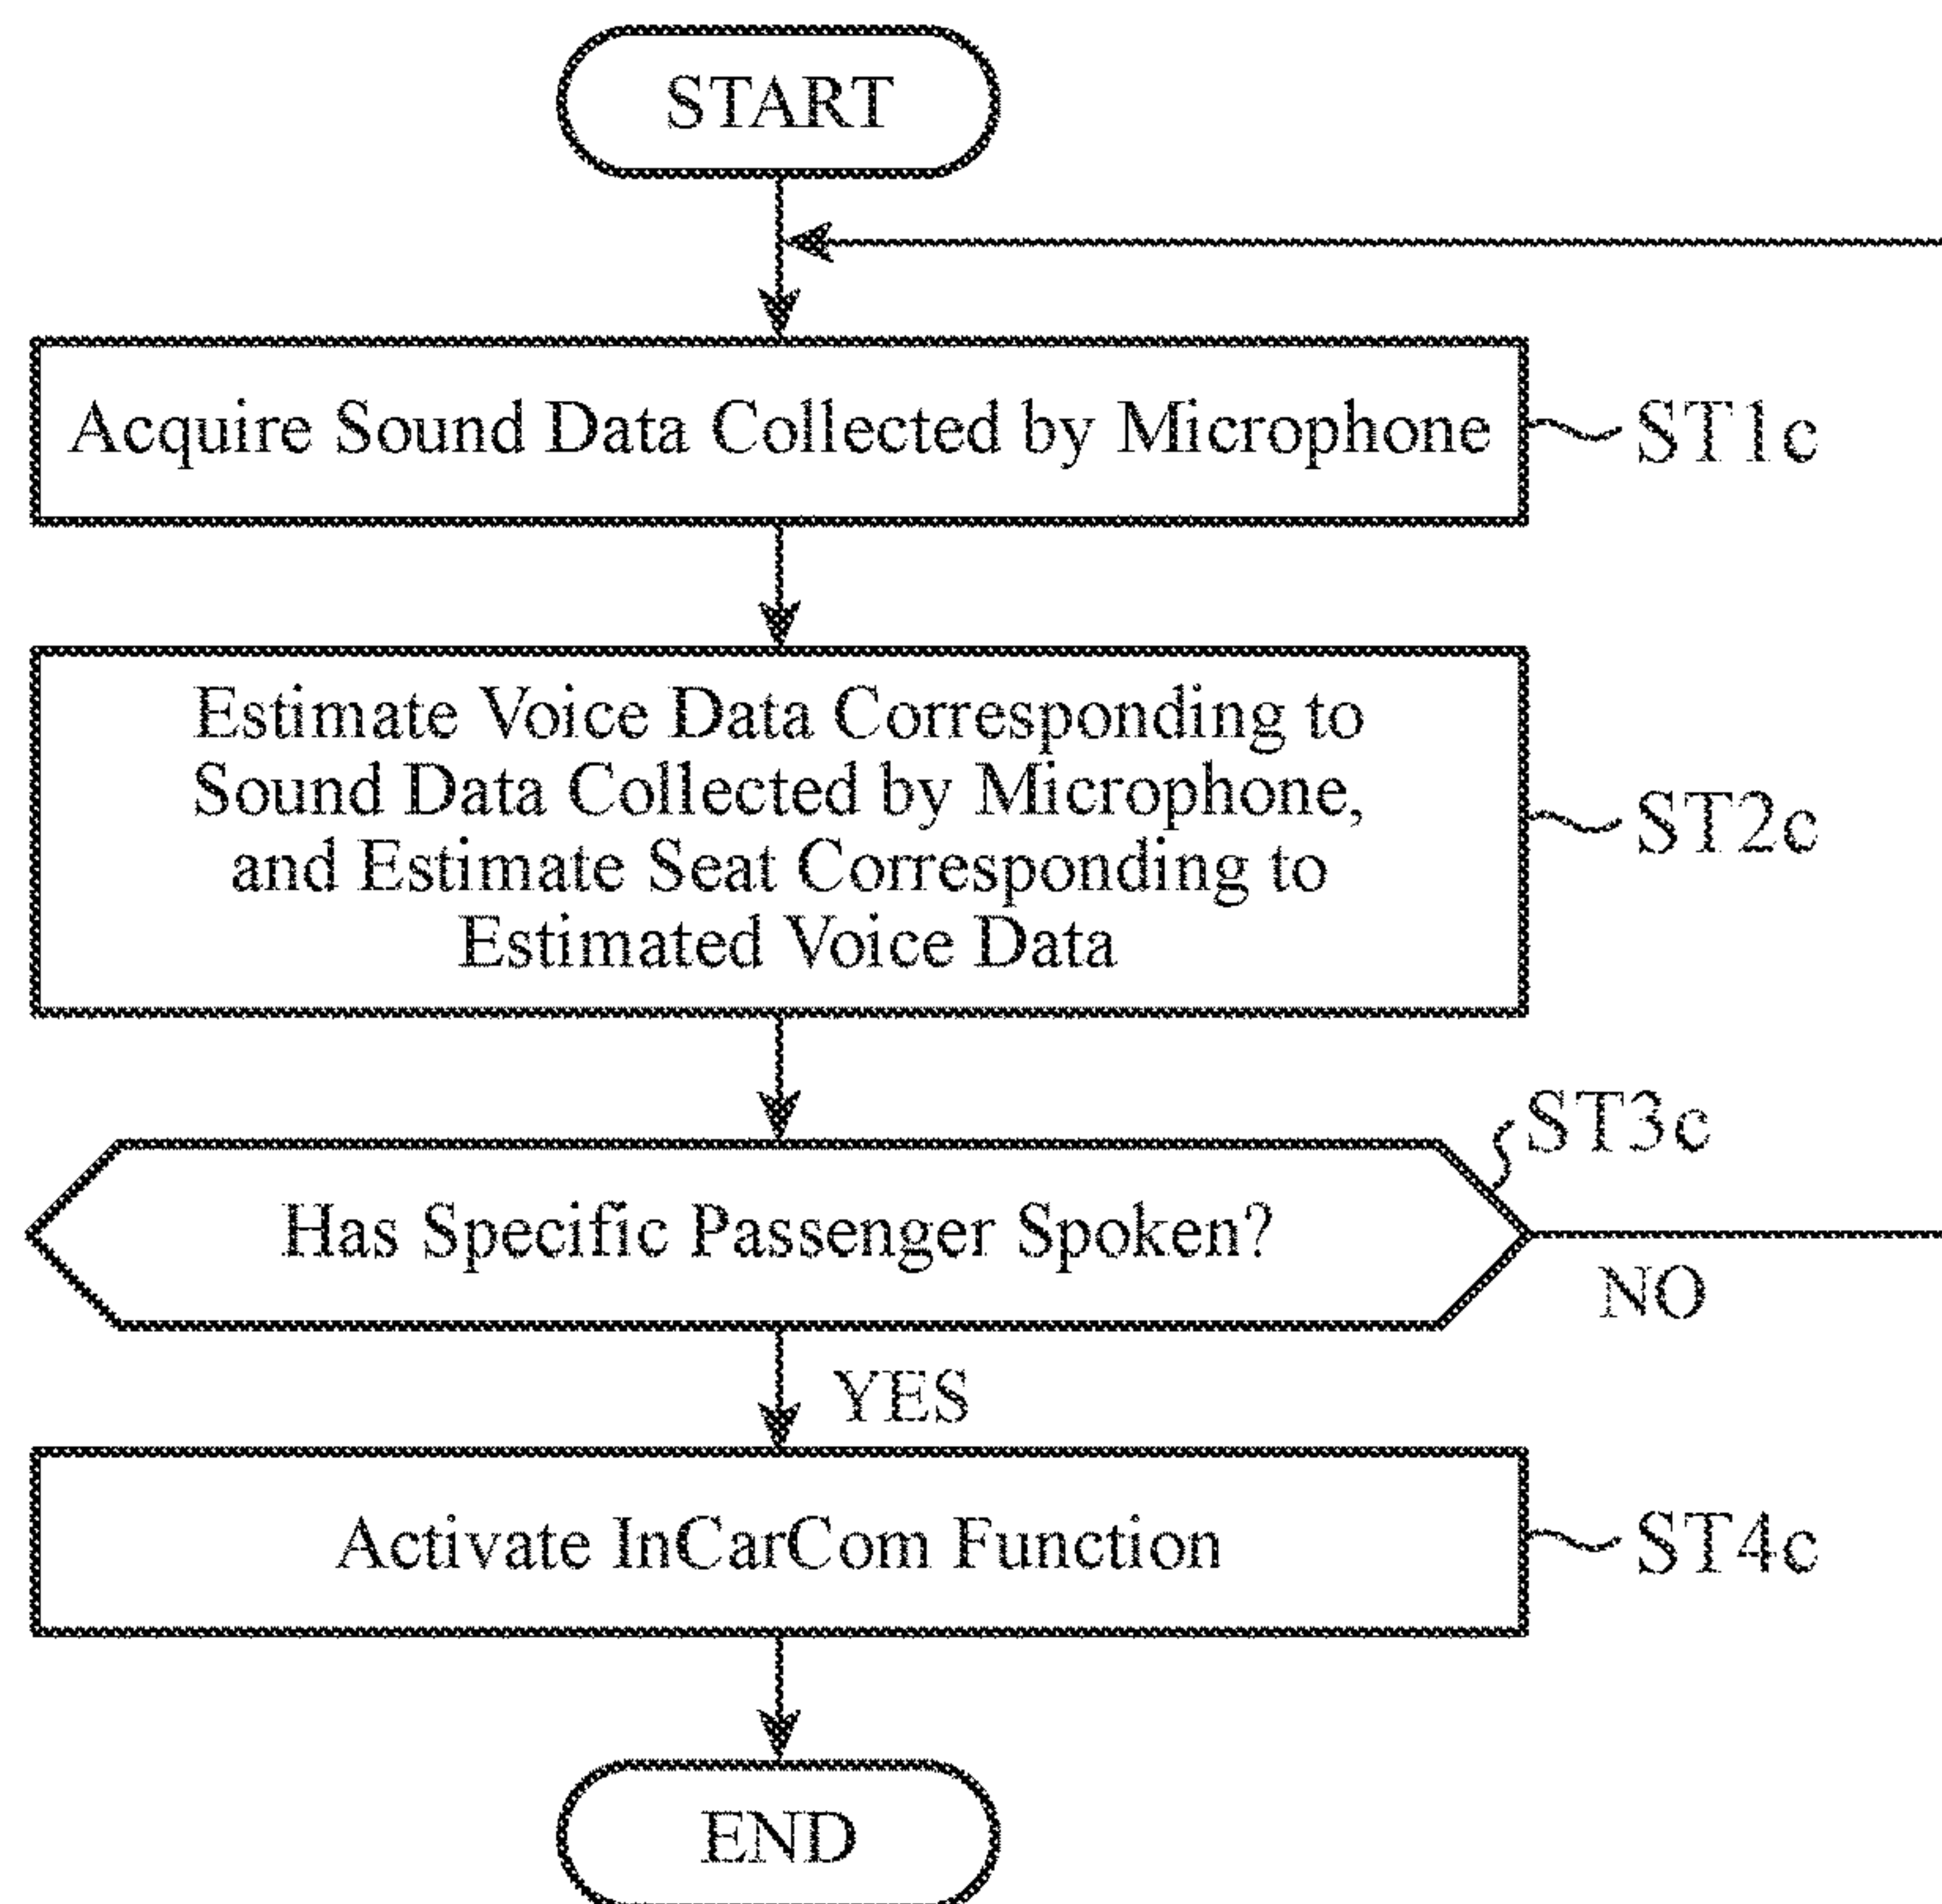 START
Acquire Sound Data Collected by Microphone
ST1c
Estimate Voice Data Corresponding to
Sound Data Collected by Microphone,
and Estimate Seat Corresponding to
Estimated Voice Data
ST2c
ST3c
Has Specific Passenger Spoken?
NO
YES
Activate InCarCom Function
ST4c
END